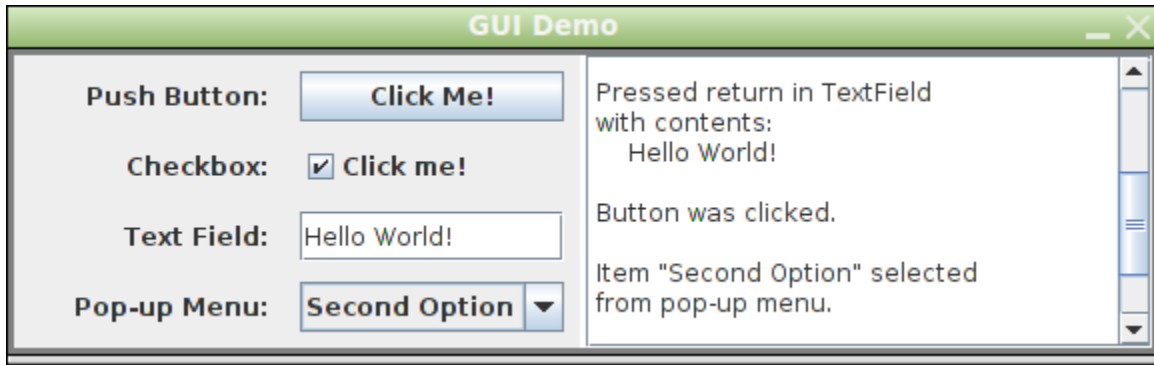 GUI Demo
Push Button: Click Me!
Checkbox: Click me!
Text Field: Hello World!
Pop-up Menu: Second Option
Pressed return in TextField
with contents:
Hello World!
Button was clicked.
Item "Second Option" selected
from pop-up menu.